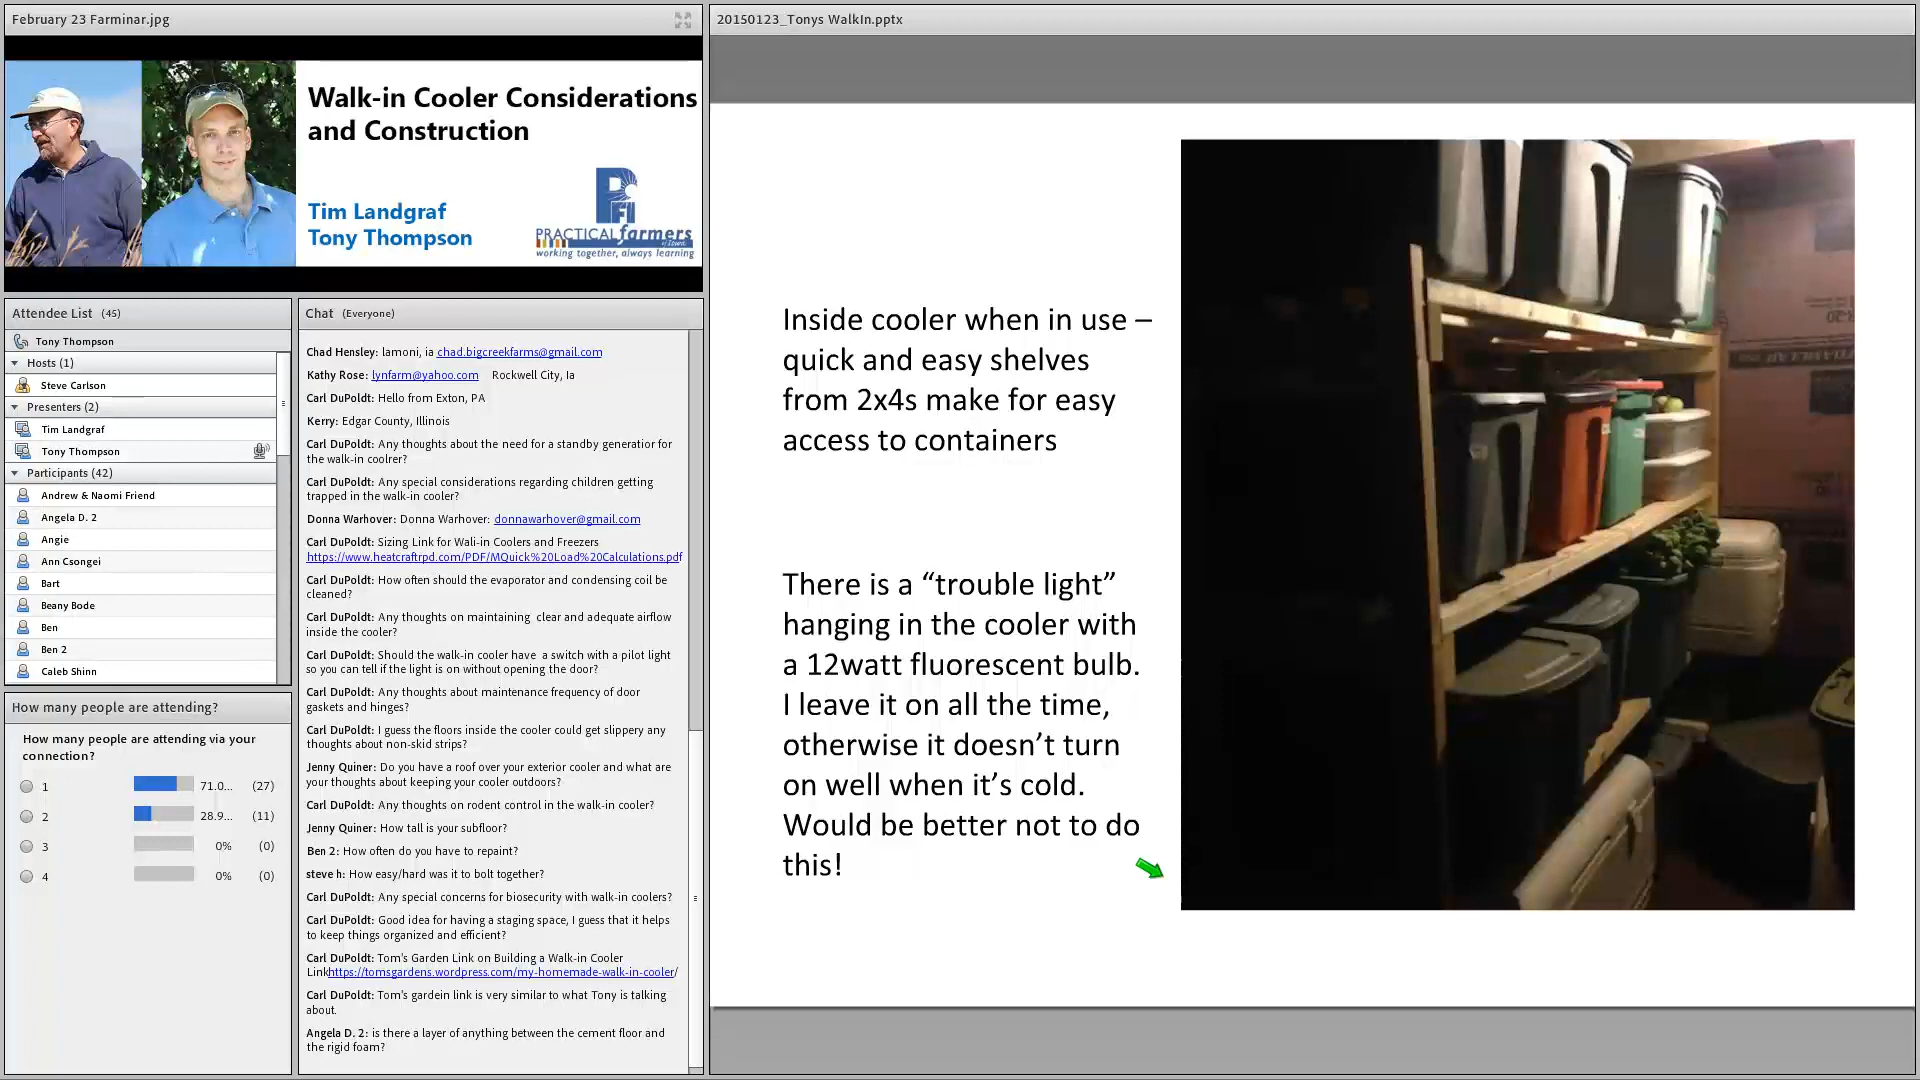 February 23 Farminar.jpg
Walk-in Cooler Considerations
and Construction
Tim Landgraf
Tony Thompson
PFI
PRACTICAL farmers
of Iowa
working together, always learning
Attendee List (45)
Tony Thompson
Hosts (1)
Steve Carlson
Presenters (2)
Tim Landgraf
Tony Thompson
Participants (42)
Andrew & Naomi Friend
Angela D. 2
Angie
Ann Csongei
Bart
Beany Bode
Ben
Ben 2
Caleb Shinn
How many people are attending?
How many people are attending via your
connection?
1 71.0... (27)
2 28.9... (11)
3 0% (0)
4 0% (0)
Chat (Everyone)
Chad Hensley: lamoni, ia chad.bigcreekfarms@gmail.com
Kathy Rose: lynfarm@yahoo.com Rockwell City, Ia
Carl DuPoldt: Hello from Exton, PA
Kerry: Edgar County, Illinois
Carl DuPoldt: Any thoughts about the need for a standby generatior for
the walk-in coolrer?
Carl DuPoldt: Any special considerations regarding children getting
trapped in the walk-in cooler?
Donna Warhover: Donna Warhover: donnawarhover@gmail.com
Carl DuPoldt: Sizing Link for Wali-in Coolers and Freezers
https://www.heatcraftrpd.com/PDF/MQuick%20Load%20Calculations.pdf
Carl DuPoldt: How often should the evaporator and condensing coil be
cleaned?
Carl DuPoldt: Any thoughts on maintaining clear and adequate airflow
inside the cooler?
Carl DuPoldt: Should the walk-in cooler have a switch with a pilot light
so you can tell if the light is on without opening the door?
Carl DuPoldt: Any thoughts about maintenance frequency of door
gaskets and hinges?
Carl DuPoldt: I guess the floors inside the cooler could get slippery any
thoughts about non-skid strips?
Jenny Quiner: Do you have a roof over your exterior cooler and what are
your thoughts about keeping your cooler outdoors?
Carl DuPoldt: Any thoughts on rodent control in the walk-in cooler?
Jenny Quiner: How tall is your subfloor?
Ben 2: How often do you have to repaint?
steve h: How easy/hard was it to bolt together?
Carl DuPoldt: Any special concerns for biosecurity with walk-in coolers?
Carl DuPoldt: Good idea for having a staging space, I guess that it helps
to keep things organized and efficient?
Carl DuPoldt: Tom's Garden Link on Building a Walk-in Cooler
Linkhttps://tomsgardens.wordpress.com/my-homemade-walk-in-cooler/
Carl DuPoldt: Tom's gardein link is very similar to what Tony is talking
about.
Angela D. 2: is there a layer of anything between the cement floor and
the rigid foam?
20150123_Tonys WalkIn.pptx
Inside cooler when in use –
quick and easy shelves
from 2x4s make for easy
access to containers
There is a “trouble light”
hanging in the cooler with
a 12watt fluorescent bulb.
I leave it on all the time,
otherwise it doesn’t turn
on well when it’s cold.
Would be better not to do
this!